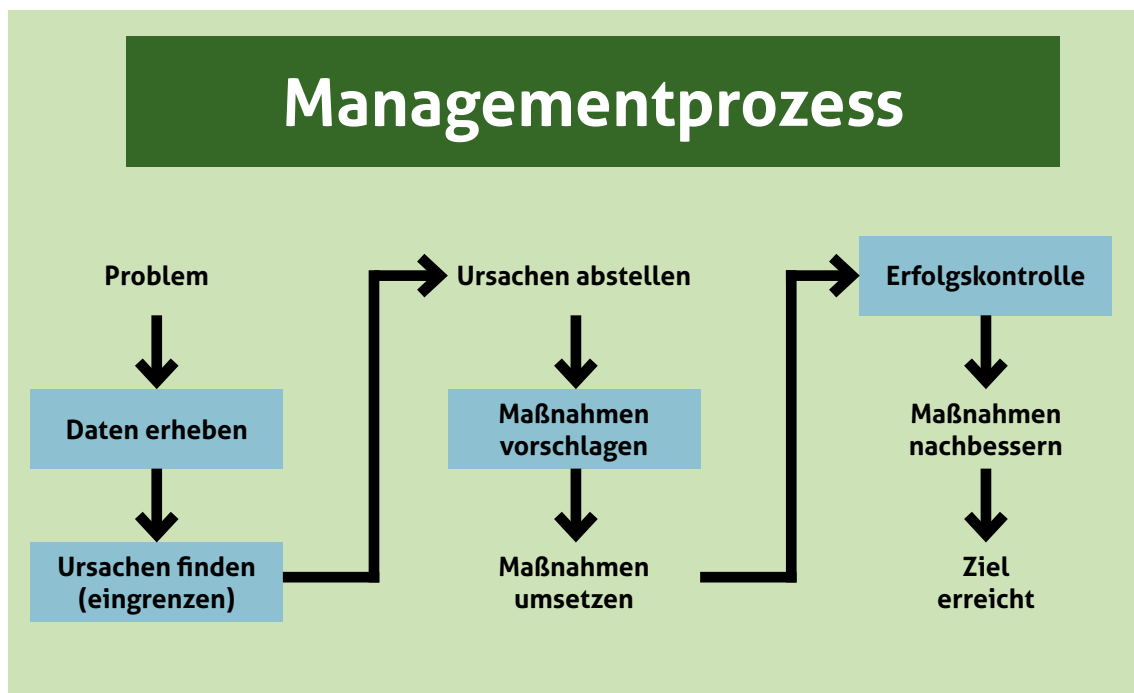 Managementprozess
Problem
Daten erheben
Ursachen finden
(eingrenzen)
Ursachen abstellen
Maßnahmen
vorschlagen
Maßnahmen
umsetzen
Erfolgskontrolle
Maßnahmen
nachbessern
Ziel
erreicht